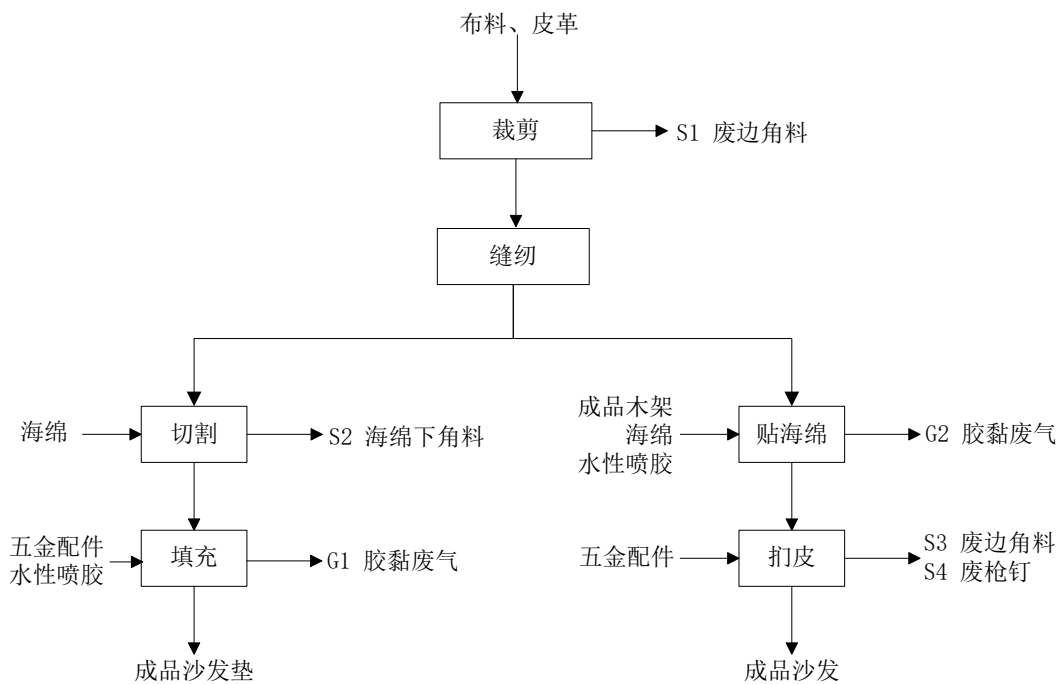 布料、皮革
裁剪
S1 废边角料
缝纫
海绵
切割
S2 海绵下角料
成品木架
海绵
水性喷胶
贴海绵
G2 胶黏废气
五金配件
水性喷胶
填充
G1 胶黏废气
五金配件
扪皮
S3 废边角料
S4 废枪钉
成品沙发垫
成品沙发